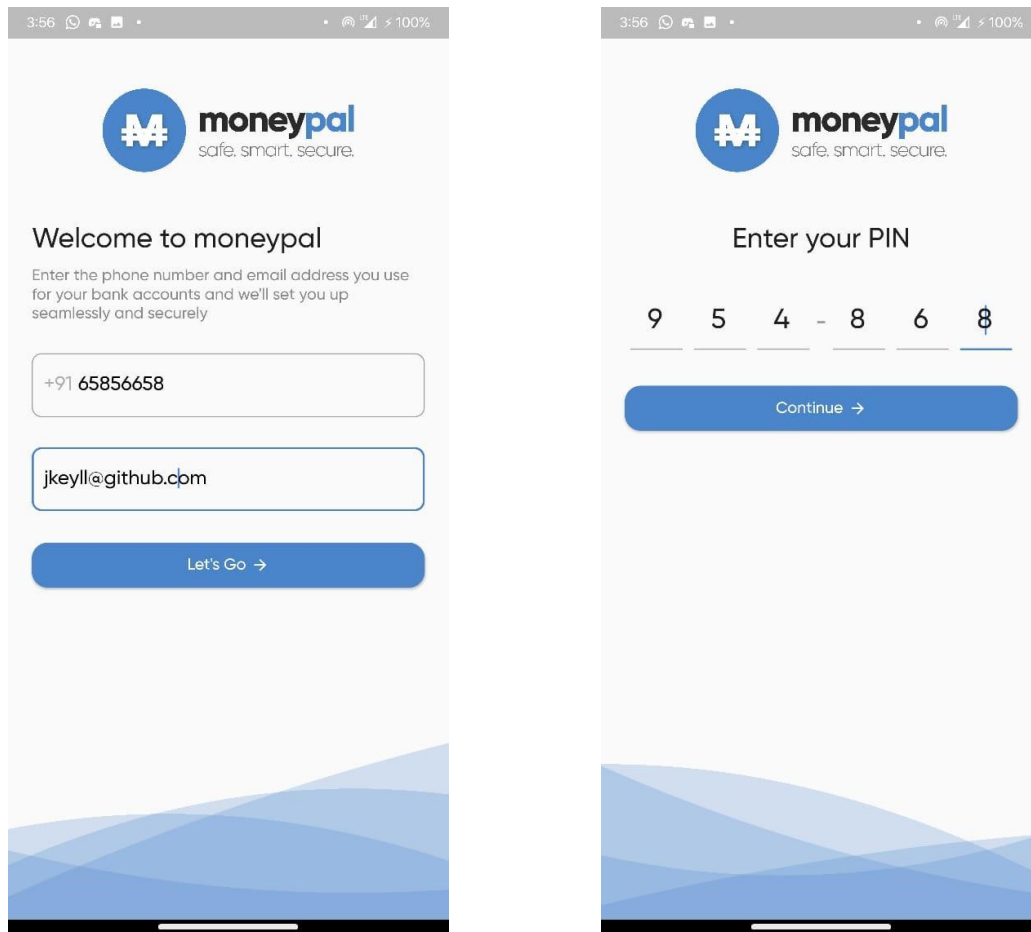 3:56
100%
moneypal
safe. smart. secure.
Welcome to moneypal
Enter the phone number and email address you use
for your bank accounts and we'll set you up
seamlessly and securely
+91 65856658
jkeyll@github.com
Let's Go →
3:56
100%
moneypal
safe. smart. secure.
Enter your PIN
9 5 4 - 8 6 8
Continue →